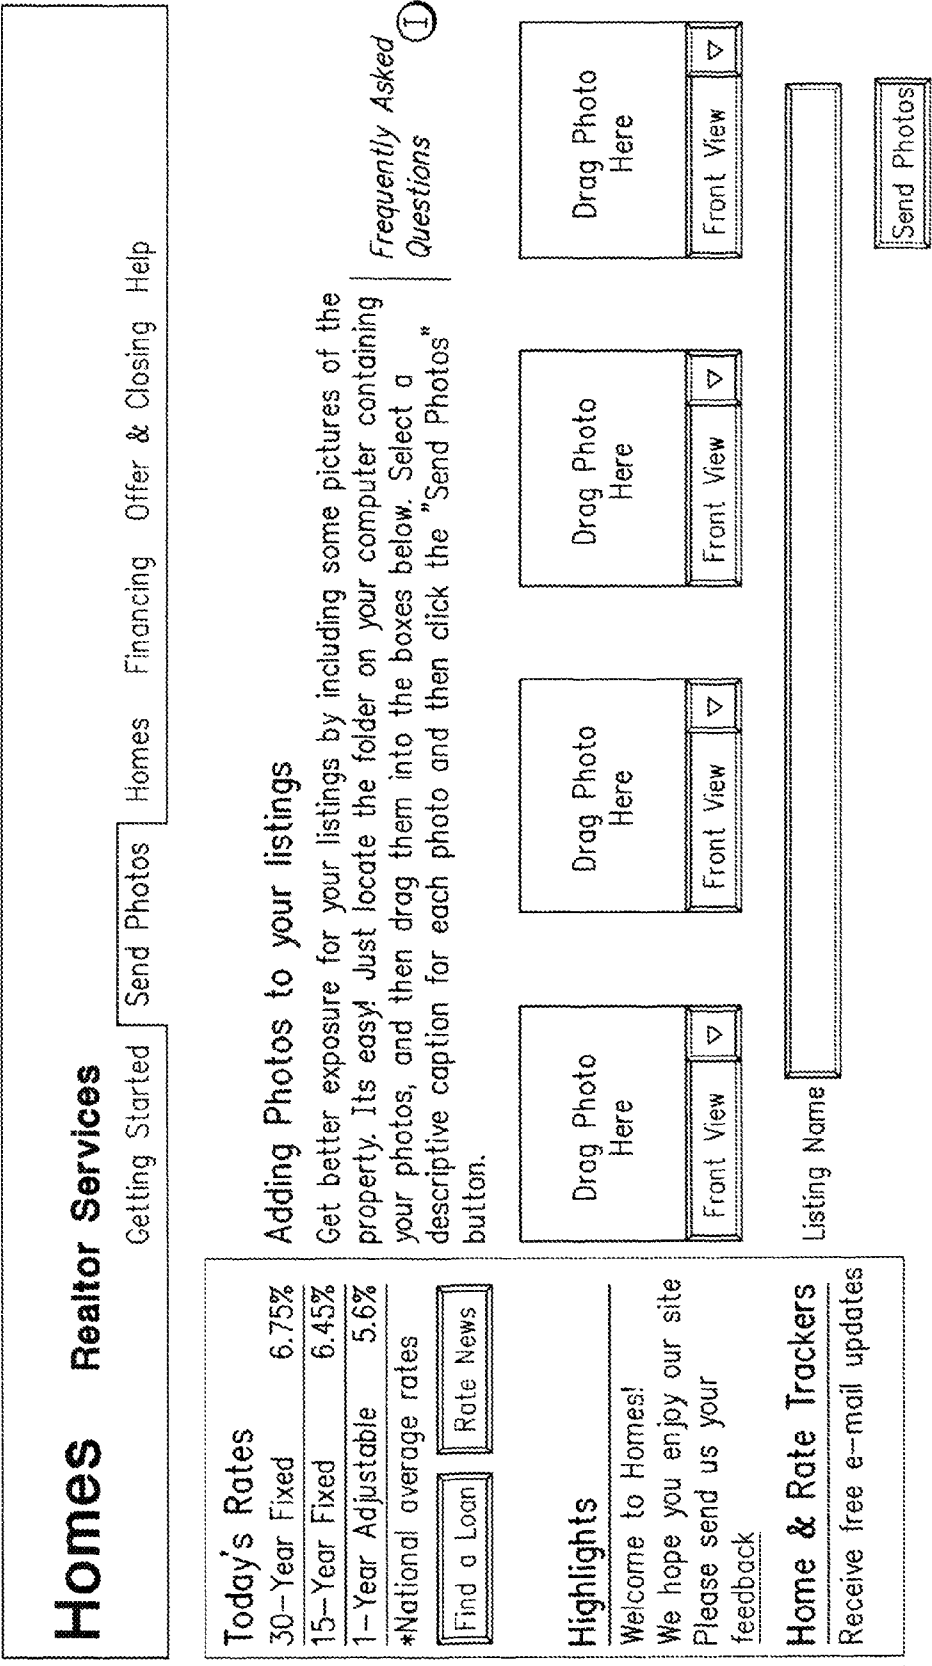 Homes Realtor Services
Getting Started Send Photos Homes Financing Offer & Closing Help
Today's Rates
30-Year Fixed 6.75%
15-Year Fixed 6.45%
1-Year Adjustable 5.6%
*National average rates
Find a Loan Rate News
Highlights
Welcome to Homes!
We hope you enjoy our site
Please send us your
feedback
Home & Rate Trackers
Receive free e-mail updates
Adding Photos to your listings
Get better exposure for your listings by including some pictures of the
property. Its easy! Just locate the folder on your computer containing
your photos, and then drag them into the boxes below. Select a
descriptive caption for each photo and then click the "Send Photos"
button.
Frequently Asked
Questions
I
Drag Photo
Here
Front View
Drag Photo
Here
Front View
Drag Photo
Here
Front View
Drag Photo
Here
Front View
Listing Name
Send Photos